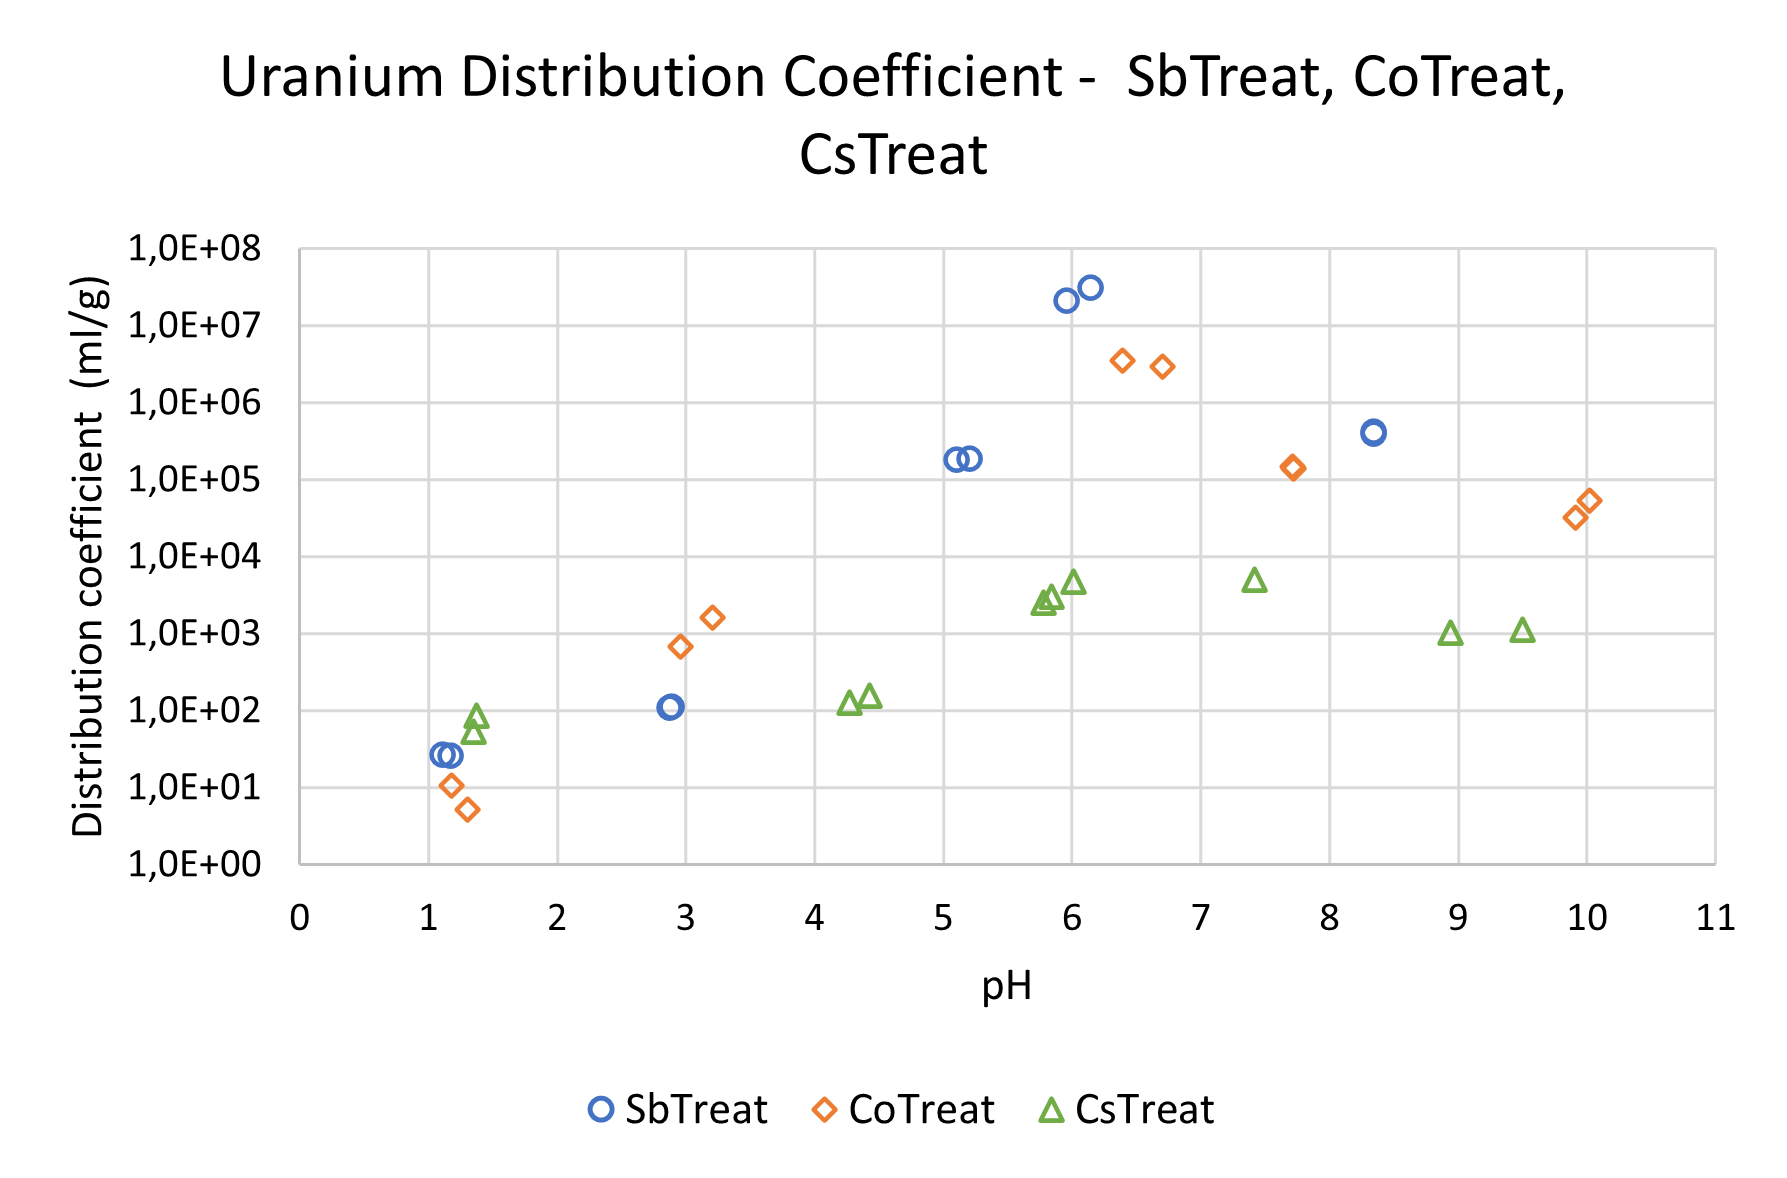 Uranium Distribution Coefficient -  SbTreat, CoTreat,
CsTreat
Distribution coefficient  (ml/g)
1,0E+08
1,0E+07
1,0E+06
1,0E+05
1,0E+04
1,0E+03
1,0E+02
1,0E+01
1,0E+00
0 1 2 3 4 5 6 7 8 9 10 11
pH
SbTreat CoTreat CsTreat